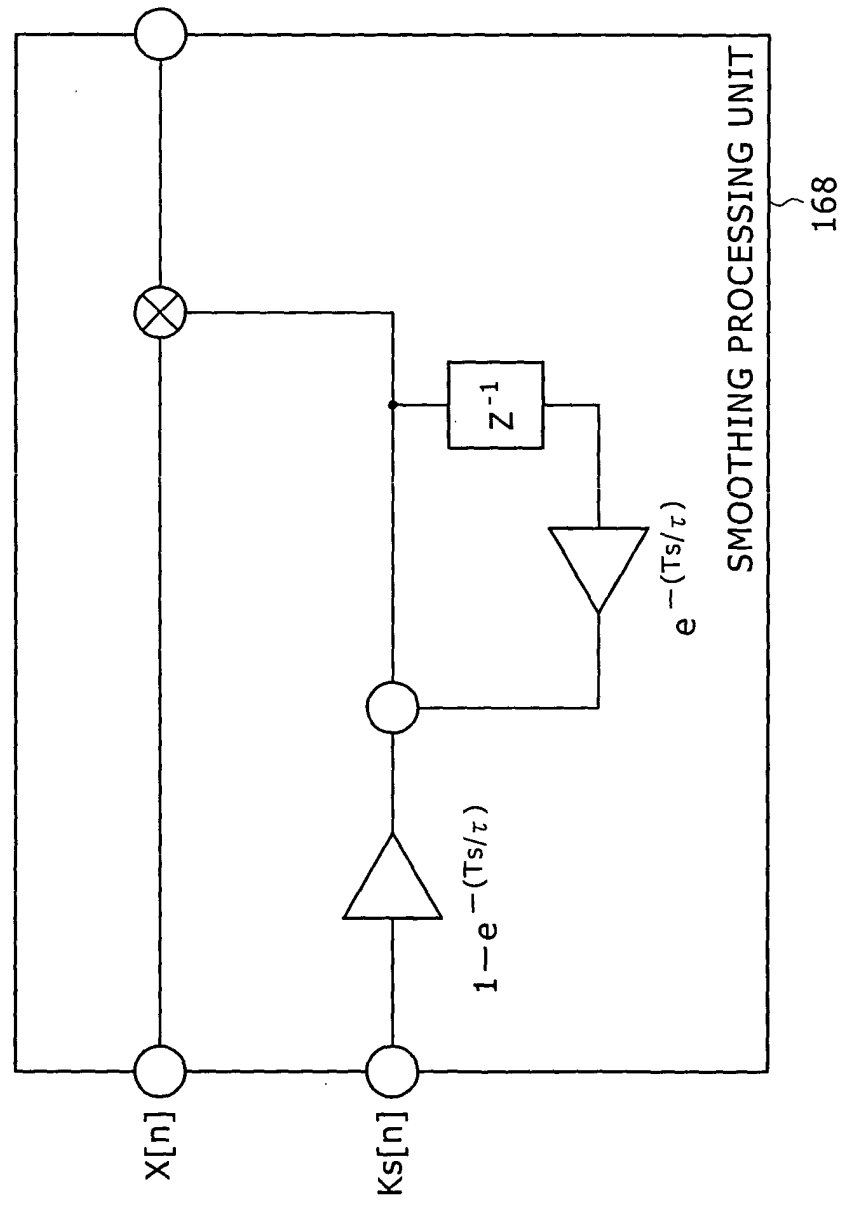 X[n]
Ks[n]
1−e−(Ts/τ)
Z-1
e−(Ts/τ)
SMOOTHING PROCESSING UNIT
168